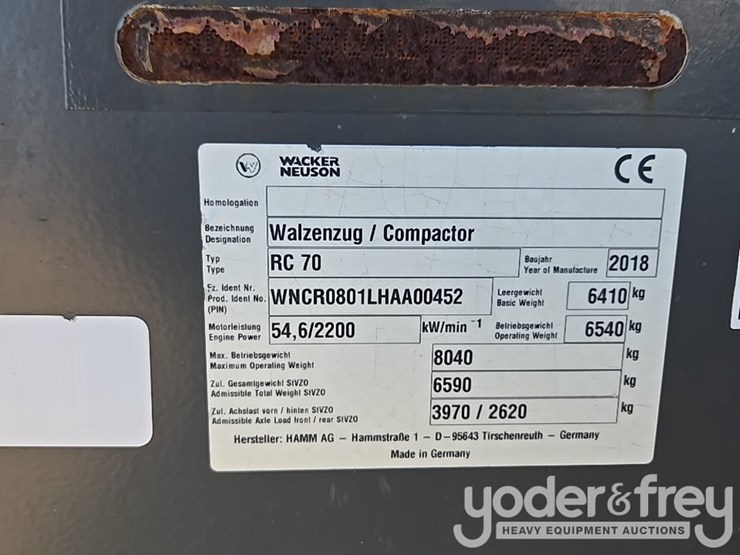 WACKER
NEUSON
CE
Homologation
Bezeichnung
Designation
Walzenzug / Compactor
Typ
Type
RC 70
Baujahr
Year of Manufacture
2018
Fz. Ident Nr.
Prod. Ident No.
(PIN)
WNCR0801LHAA00452
Leergewicht
Basic Weight
6410 kg
Motorleistung
Engine Power
54,6/2200 kW/min -1
Betriebsgewicht
Operating Weight
6540 kg
Max. Betriebsgewicht
Maximum Operating Weight
8040 kg
Zul. Gesamtgewicht StVZO
Admissible Total Weight StVZO
6590 kg
Zul. Achslast vorn / hinten StVZO
Admissible Axle Load front / rear StVZO
3970 / 2620 kg
Hersteller: HAMM AG – Hammstraße 1 – D–95643 Tirschenreuth – Germany
Made in Germany
yoder&frey
HEAVY EQUIPMENT AUCTIONS